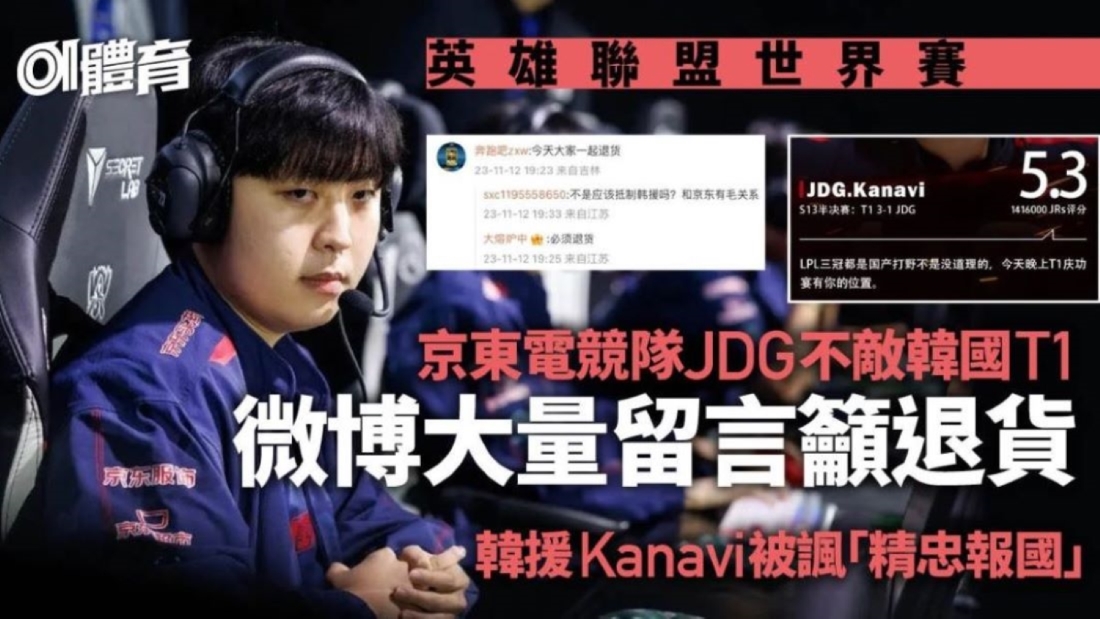 01體育
英雄聯盟世界賽
奔跑吧zxw:今天大家一起退货
23-11-12 19:23 来自吉林
sxc1195558650:不是应该抵制韩援吗？和京东有毛关系
23-11-12 19:33 来自江苏
大熔炉中 :必须退货
23-11-12 19:25 来自江苏
JDG.Kanavi
5.3
S13半决赛：T1 3-1 JDG
1416000 JRs评分
LPL三冠都是国产打野不是没道理的，今天晚上T1庆功
宴有你的位置。
SECRET
LAB
京東電競隊JDG不敵韓國T1
微博大量留言籲退貨
京东服饰
韓援Kanavi被諷「精忠報國」